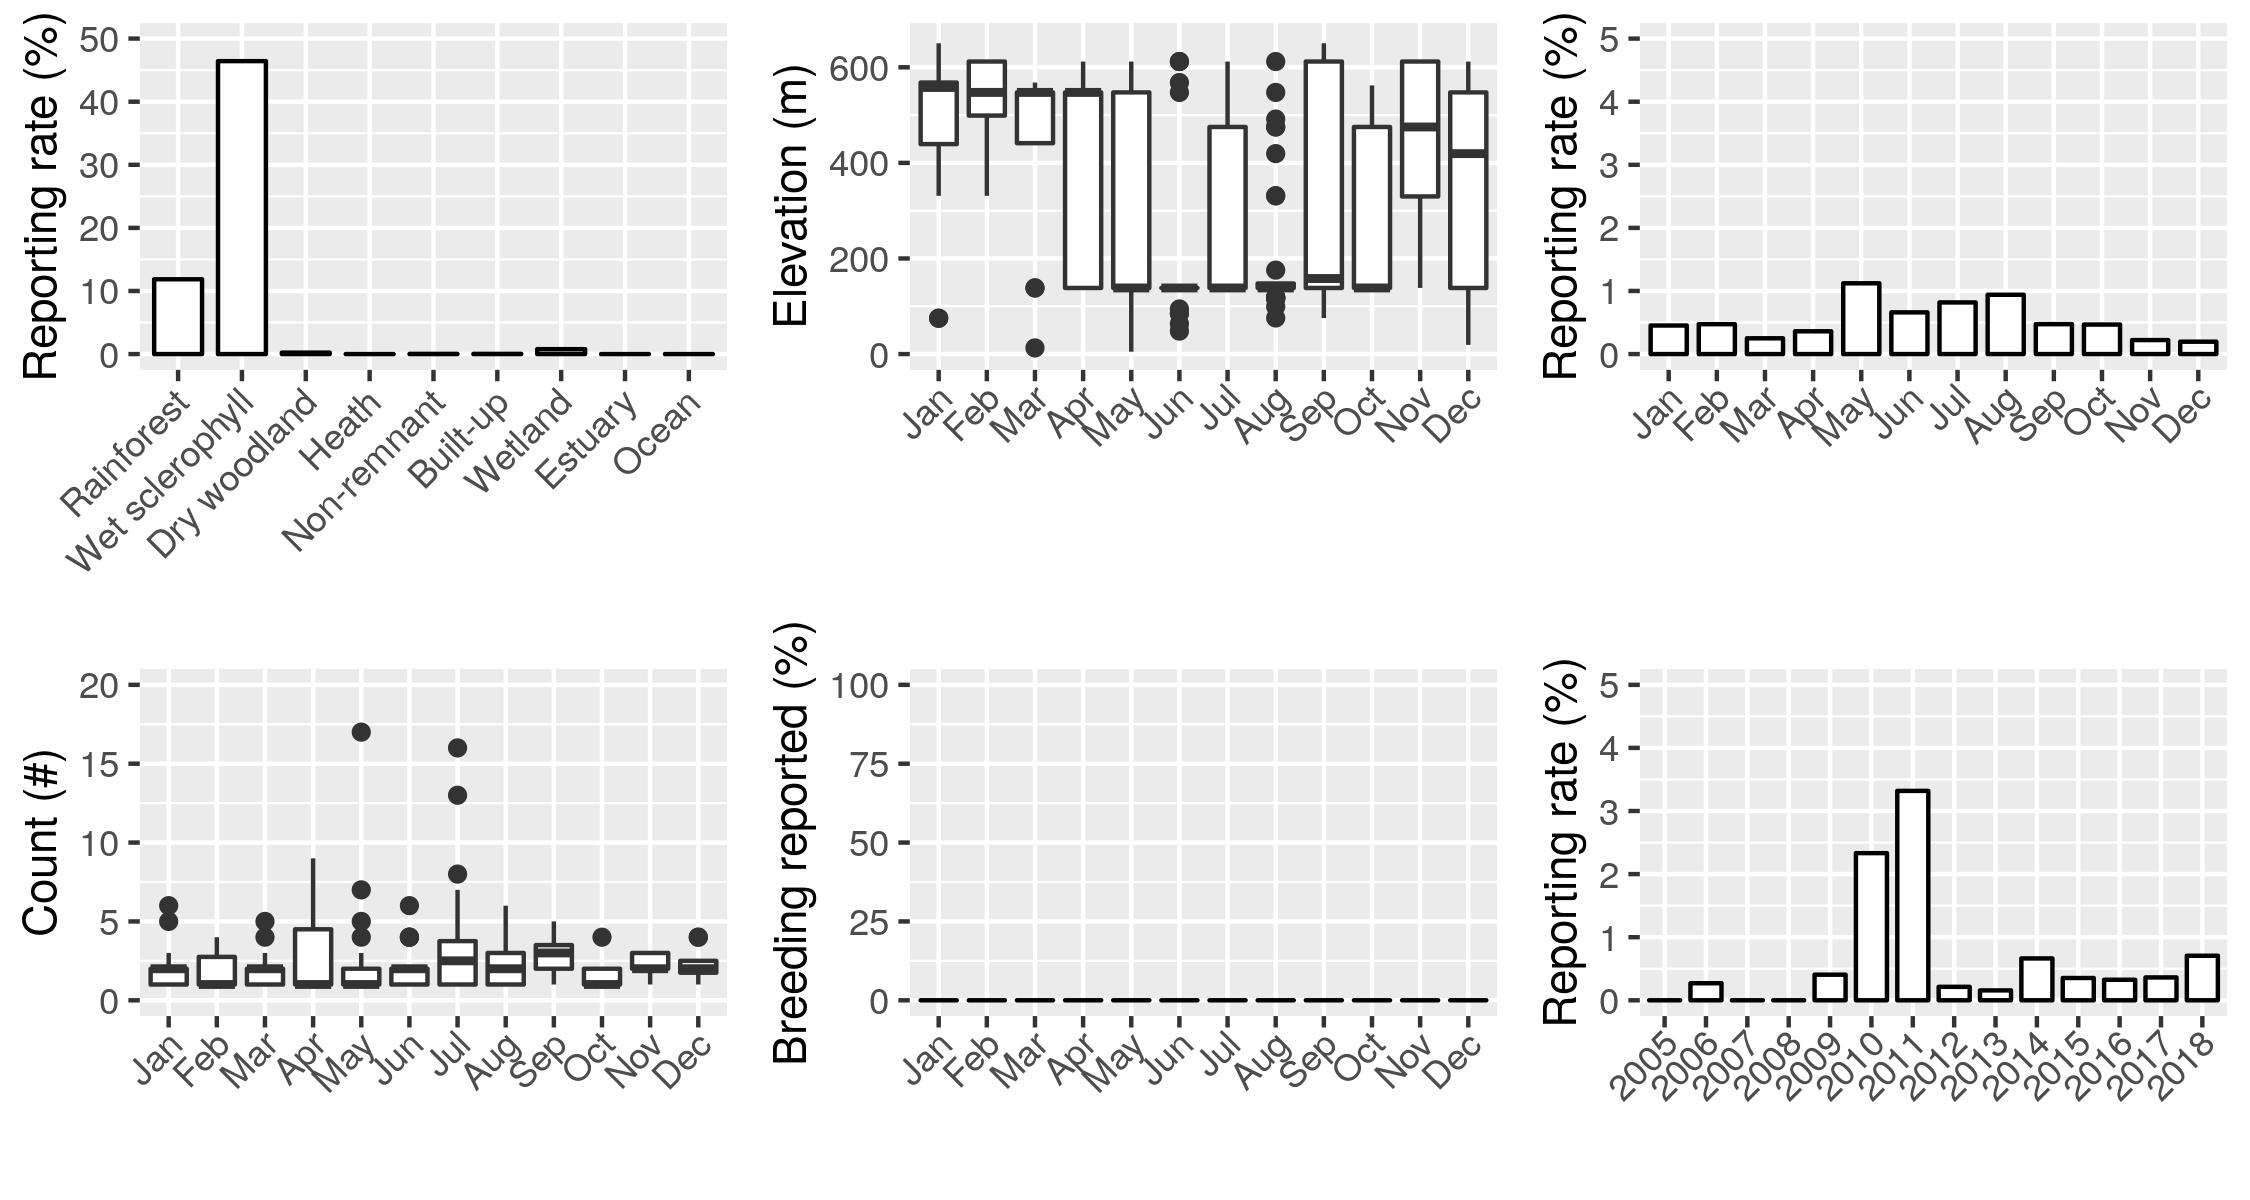 Reporting rate (%)
50
40
30
20
10
0
Rainforest
Wet sclerophyll
Dry woodland
Heath
Non-remnant
Built-up
Wetland
Estuary
Ocean
Elevation (m)
600
400
200
0
Jan Feb Mar Apr May Jun Jul Aug Sep Oct Nov Dec
Reporting rate (%)
5
4
3
2
1
0
Jan Feb Mar Apr May Jun Jul Aug Sep Oct Nov Dec
Count (#)
20
15
10
5
0
Jan Feb Mar Apr May Jun Jul Aug Sep Oct Nov Dec
Breeding reported (%)
100
75
50
25
0
Jan Feb Mar Apr May Jun Jul Aug Sep Oct Nov Dec
Reporting rate (%)
5
4
3
2
1
0
2005 2006 2007 2008 2009 2010 2011 2012 2013 2014 2015 2016 2017 2018